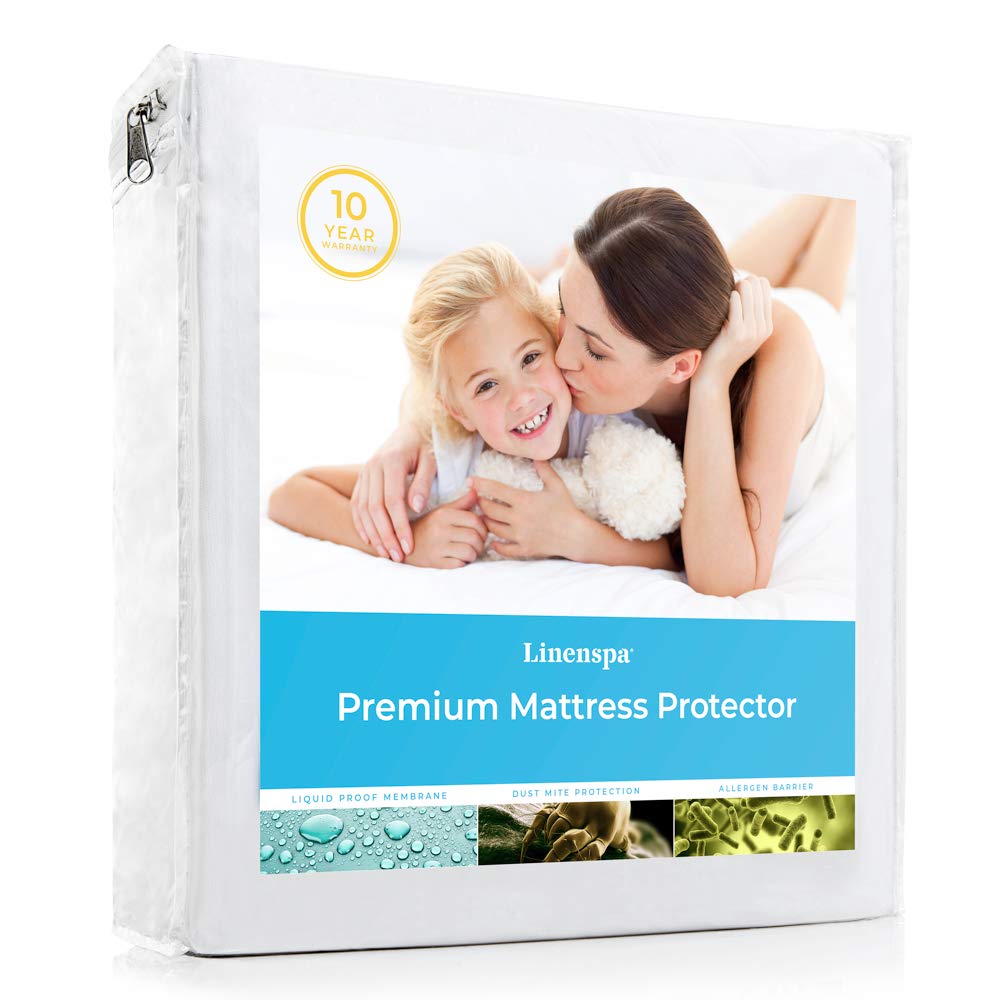 10
YEAR
WARRANTY
Linenspa®
Premium Mattress Protector
LIQUID PROOF MEMBRANE
DUST MITE PROTECTION
ALLERGEN BARRIER